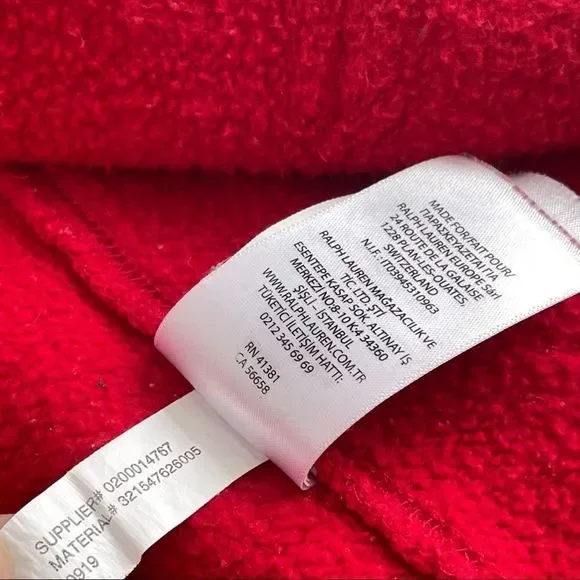 MADE FOR/FAIT POUR/
ΠΑΡΑΣΚΕΥΑΖΕΤΑΙ ΓΙΑ
RALPH LAUREN EUROPE Sárl
24 ROUTE DE LA GALAISE
1228 PLAN-LES-OUATES
SWITZERLAND
N.I.F.: IT03945310963
RALPH LAUREN MAĞAZACILIK VE
TİC LTD. ŞTİ
ESENTEPE KASAP SOK. ALTINAY İŞ
MERKEZI NO:8-10 K:4 34360
ŞİŞLİ - İSTANBUL
WWW.RALPHLAUREN.COM.TR
TÜKETİCİ İLETİŞİM HATTI:
0212 345 69 69
RN 41381
CA 56658
SUPPLIER# 0200014767
MATERIAL# 321547626005
0919